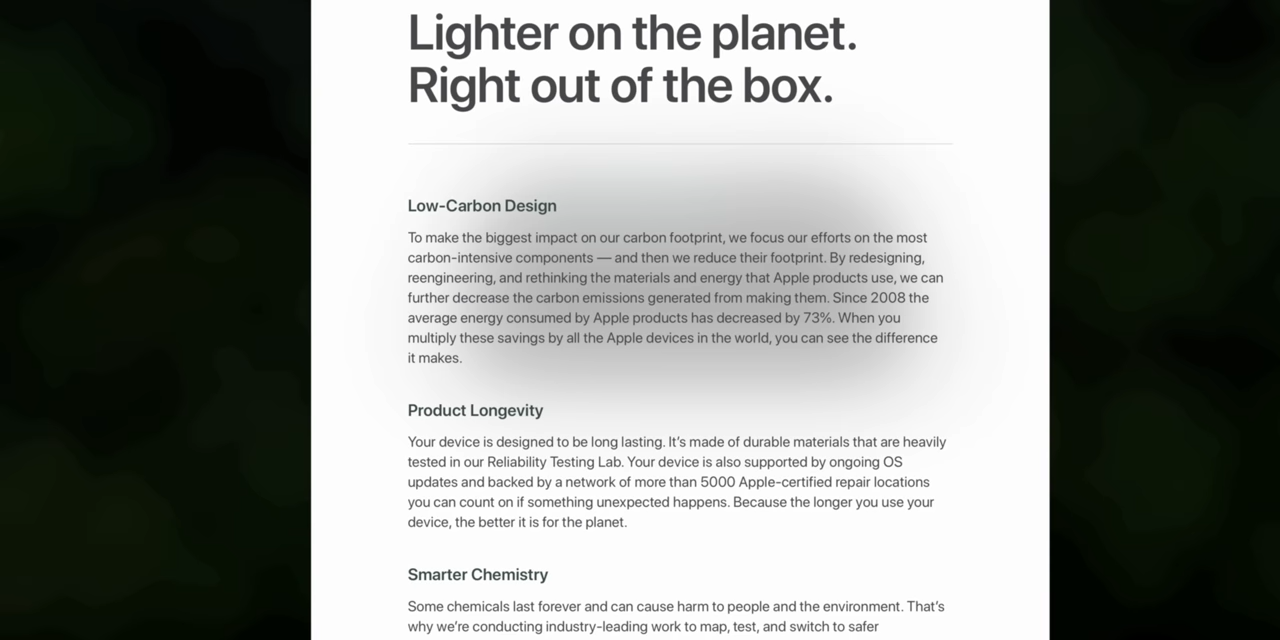 Lighter on the planet.
Right out of the box.
Low-Carbon Design
To make the biggest impact on our carbon footprint, we focus our efforts on the most
carbon-intensive components — and then we reduce their footprint. By redesigning,
reengineering, and rethinking the materials and energy that Apple products use, we can
further decrease the carbon emissions generated from making them. Since 2008 the
average energy consumed by Apple products has decreased by 73%. When you
multiply these savings by all the Apple devices in the world, you can see the difference
it makes.
Product Longevity
Your device is designed to be long lasting. It’s made of durable materials that are heavily
tested in our Reliability Testing Lab. Your device is also supported by ongoing OS
updates and backed by a network of more than 5000 Apple-certified repair locations
you can count on if something unexpected happens. Because the longer you use your
device, the better it is for the planet.
Smarter Chemistry
Some chemicals last forever and can cause harm to people and the environment. That’s
why we’re conducting industry-leading work to map, test, and switch to safer